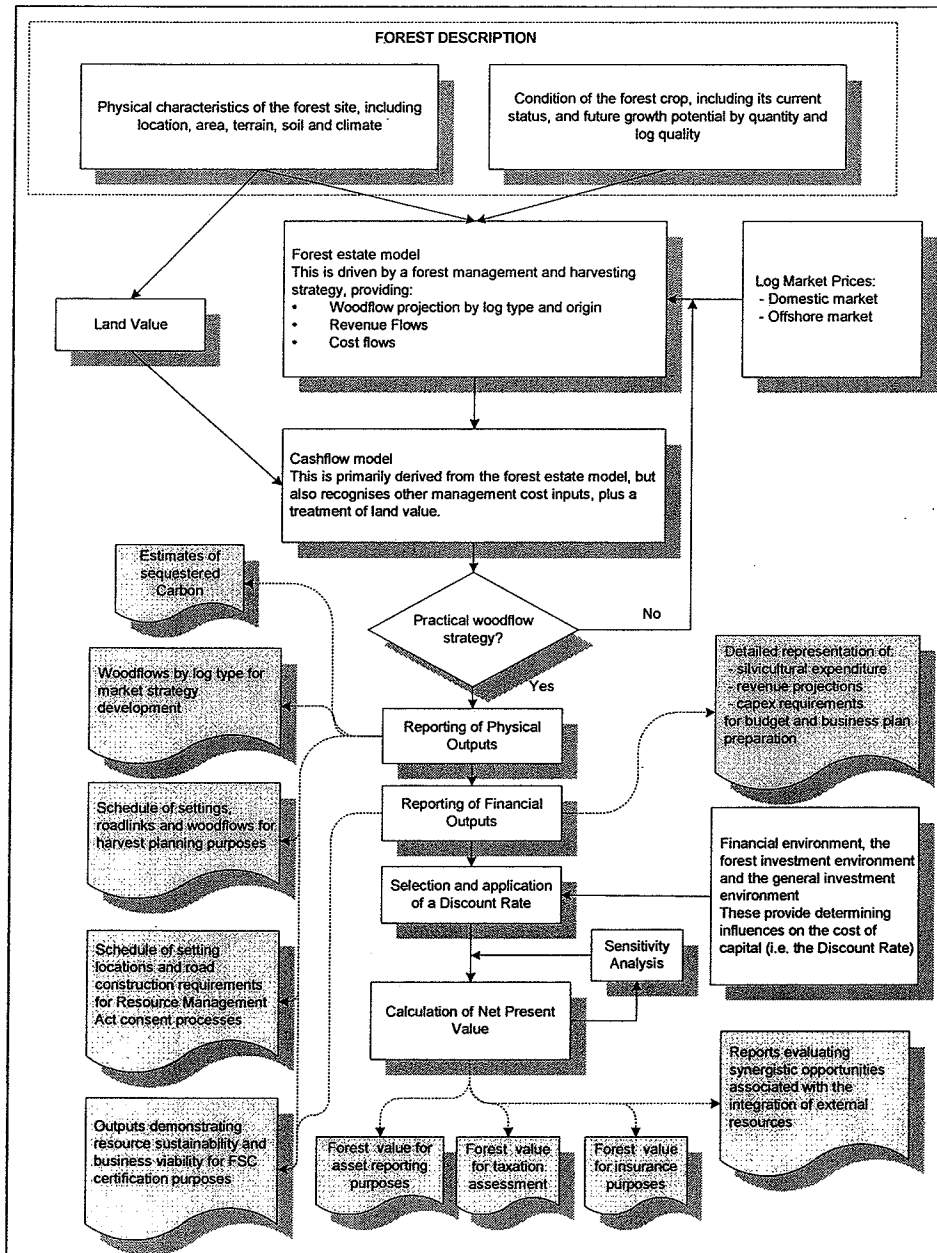 FOREST DESCRIPTION
Physical characteristics of the forest site, including
location, area, terrain, soil and climate
Condition of the forest crop, including its current
status, and future growth potential by quantity and
log quality
Forest estate model
This is driven by a forest management and harvesting
strategy, providing:
• Woodflow projection by log type and origin
• Revenue Flows
• Cost flows
Log Market Prices:
- Domestic market
- Offshore market
Land Value
Cashflow model
This is primarily derived from the forest estate model, but
also recognises other management cost inputs, plus a
treatment of land value.
Estimates of
sequestered
Carbon
Practical woodflow
strategy?
No
Yes
Woodflows by log type for
market strategy
development
Detailed representation of:
- silvicultural expenditure
- revenue projections
- capex requirements
for budget and business plan
preparation
Reporting of Physical
Outputs
Schedule of settings,
roadlinks and woodflows for
harvest planning purposes
Reporting of Financial
Outputs
Selection and application
of a Discount Rate
Financial environment, the
forest investment environment
and the general investment
environment
These provide determining
influences on the cost of
capital (i.e. the Discount Rate)
Schedule of setting
locations and road
construction requirements
for Resource Management
Act consent processes
Sensitivity
Analysis
Calculation of Net Present
Value
Reports evaluating
synergistic opportunities
associated with the
integration of external
resources
Outputs demonstrating
resource sustainability and
business viability for FSC
certification purposes
Forest value for
asset reporting
purposes
Forest value
for taxation
assessment
Forest value
for insurance
purposes